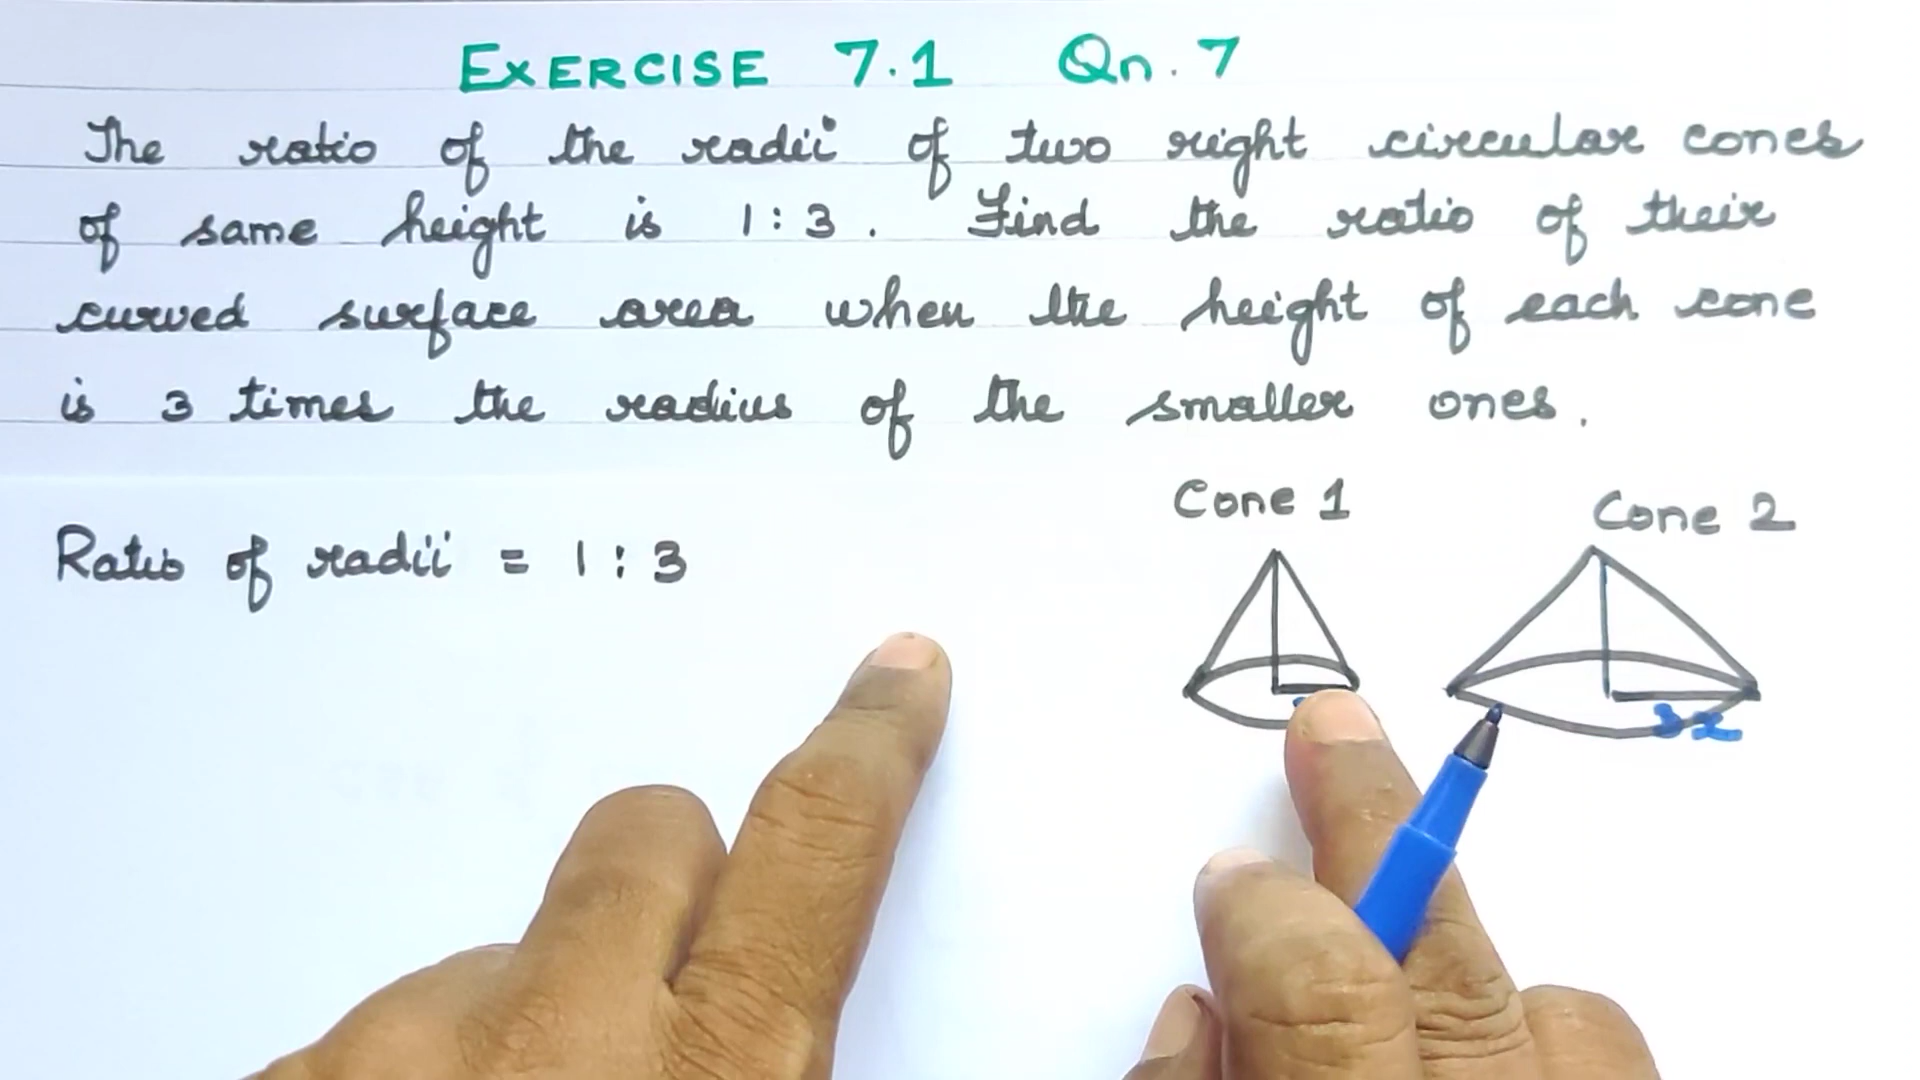 EXERCISE 7.1 Qn. 7
The ratio of the radii of two right circular cones
of same height is 1 : 3 . Find the ratio of their
curved surface area when the height of each cone
is 3 times the radius of the smaller ones.
Cone 1
Cone 2
Ratio of radii = 1 : 3
3x